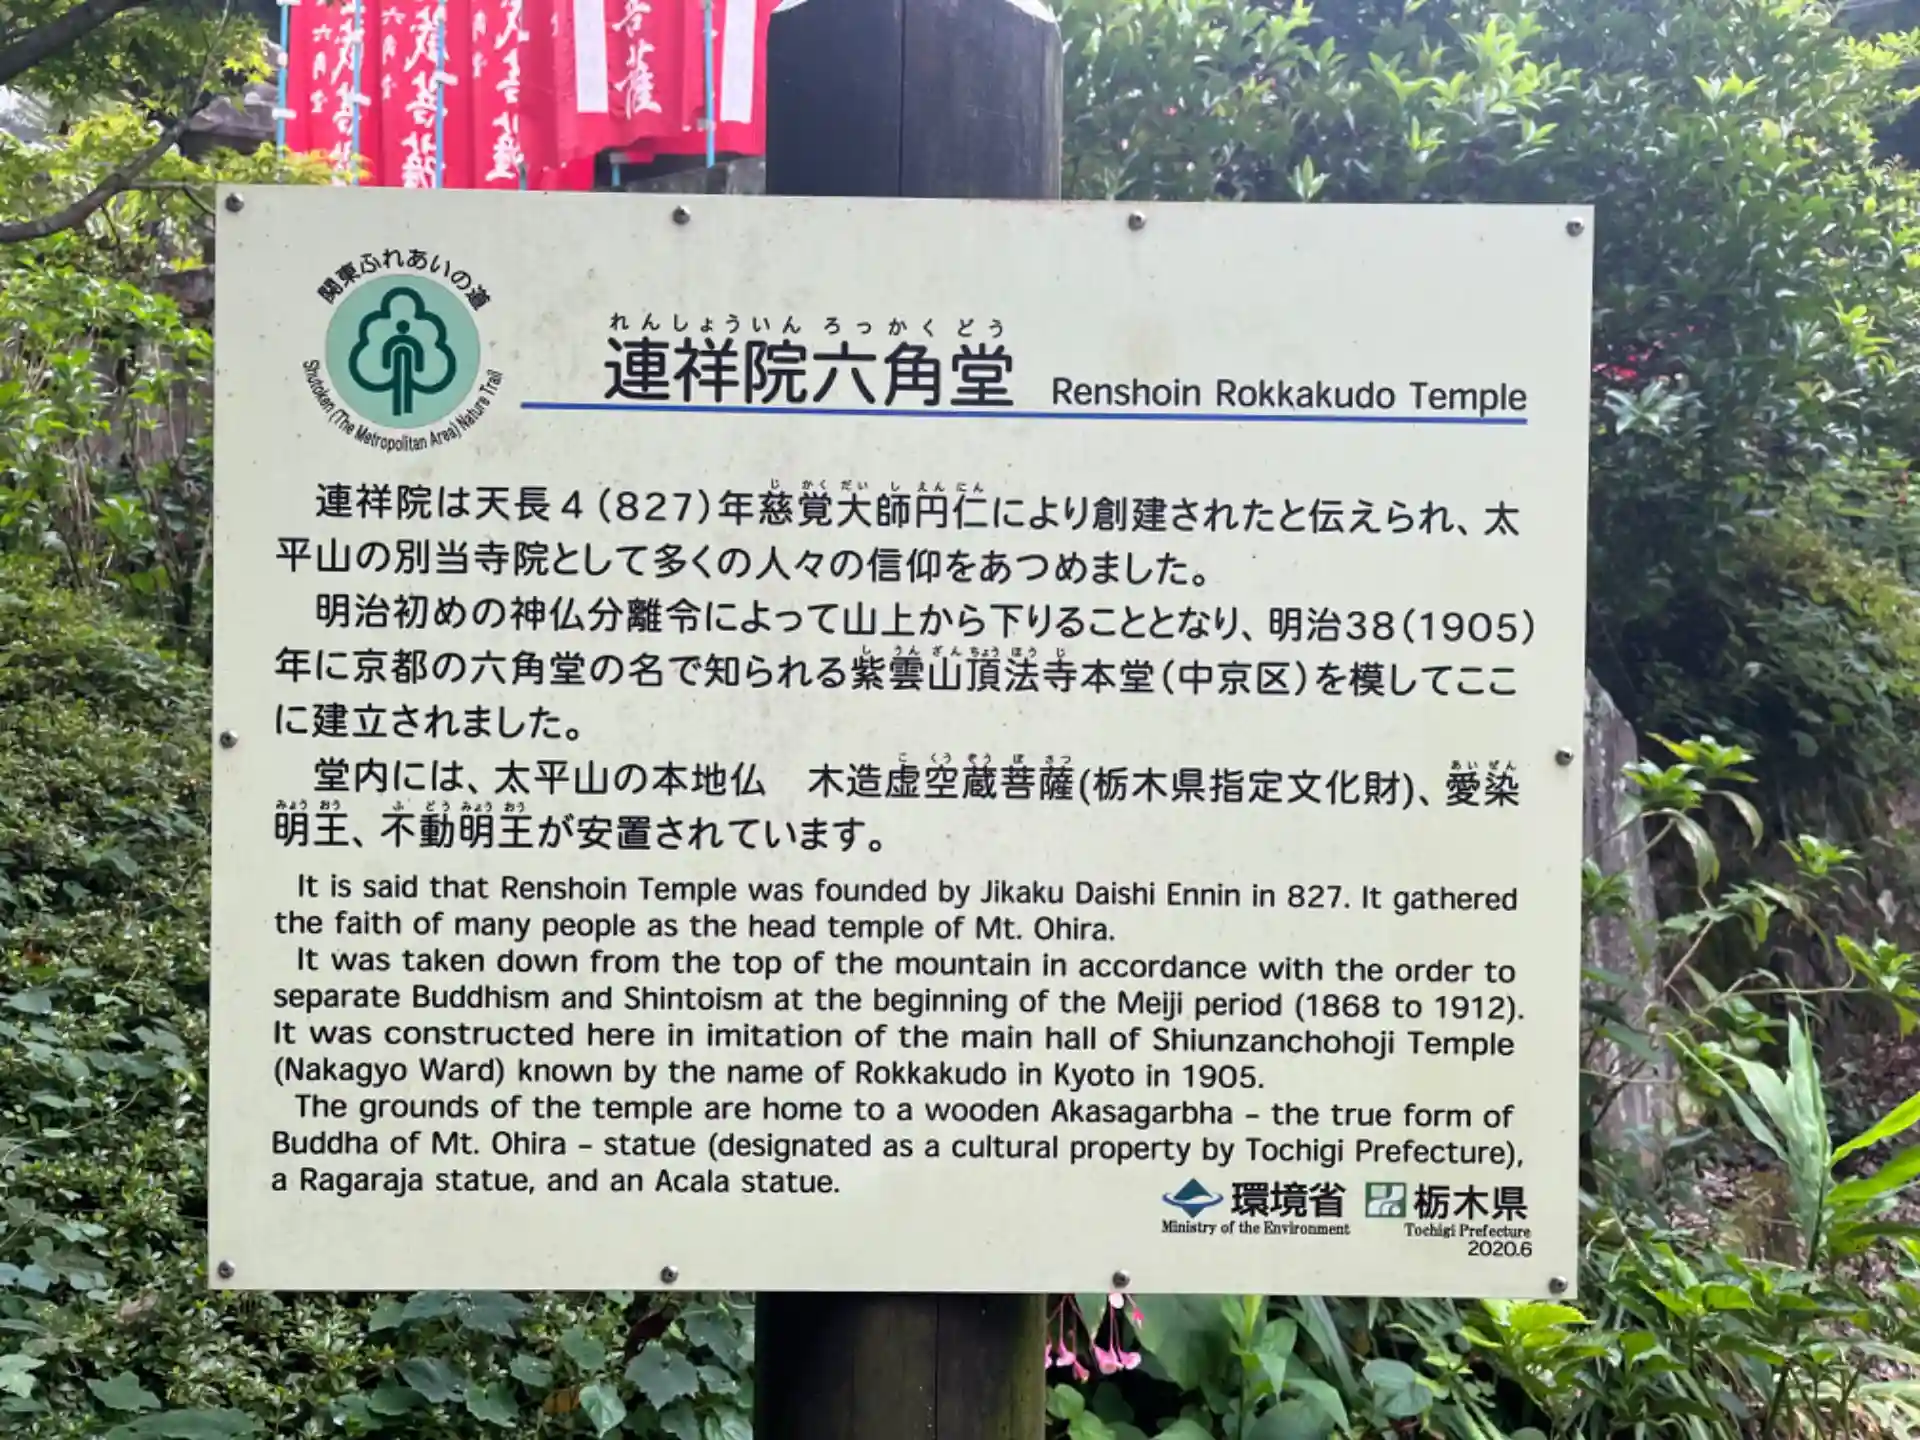 菩薩
蔵菩薩
六角堂
関東ふれあいの道
Shutoken (The Metropolitan Area) Nature Trail
れんしょういん ろっかくどう
連祥院六角堂 Renshoin Rokkakudo Temple
じ かく だい し えん にん
連祥院は天長4(827)年慈覚大師円仁により創建されたと伝えられ、太
平山の別当寺院として多くの人々の信仰をあつめました。
明治初めの神仏分離令によって山上から下りることとなり、明治38(1905)
し うん ざん ちょう ほう じ
年に京都の六角堂の名で知られる紫雲山頂法寺本堂(中京区)を模してここ
に建立されました。
こ くう ぞう ぼ さつ あい ぜん
堂内には、太平山の本地仏 木造虚空蔵菩薩(栃木県指定文化財)、愛染
みょう おう ふ どう みょう おう
明王、不動明王が安置されています。
It is said that Renshoin Temple was founded by Jikaku Daishi Ennin in 827. It gathered
the faith of many people as the head temple of Mt. Ohira.
It was taken down from the top of the mountain in accordance with the order to
separate Buddhism and Shintoism at the beginning of the Meiji period (1868 to 1912).
It was constructed here in imitation of the main hall of Shiunzanchohoji Temple
(Nakagyo Ward) known by the name of Rokkakudo in Kyoto in 1905.
The grounds of the temple are home to a wooden Akasagarbha – the true form of
Buddha of Mt. Ohira – statue (designated as a cultural property by Tochigi Prefecture),
a Ragaraja statue, and an Acala statue.
環境省 栃木県
Ministry of the Environment Tochigi Prefecture
2020.6